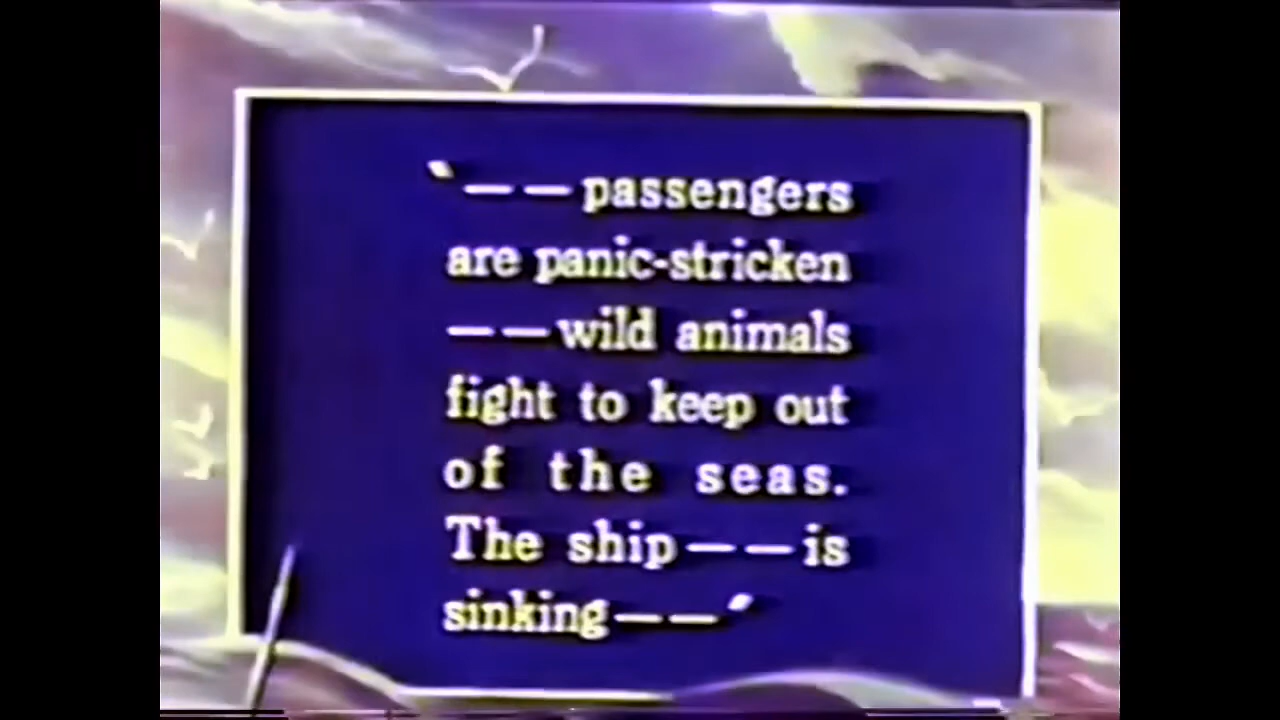 ‵——passengers
are panic-stricken
——wild animals
fight to keep out
of the seas.
The ship——is
sinking——′